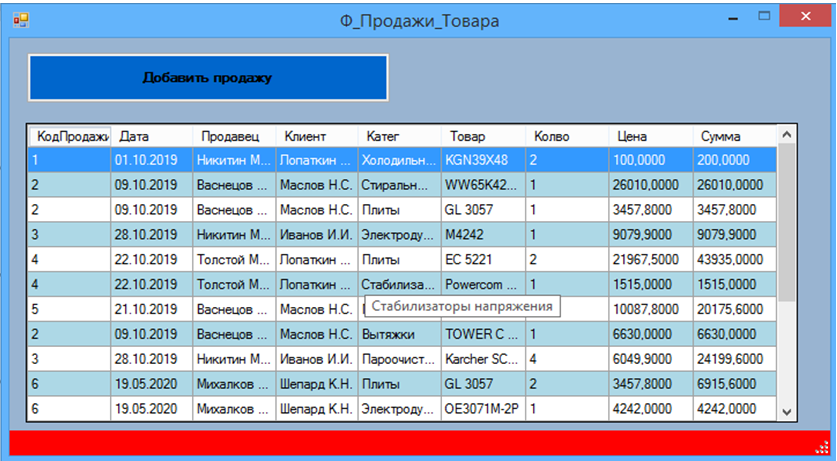 Ф_Продажи_Товара
Добавить продажу
КодПродажи Дата Продавец Клиент Катег Товар Колво Цена Сумма
1 01.10.2019 Никитин М... Лопаткин ... Холодильн... KGN39X48 2 100,0000 200,0000
2 09.10.2019 Васнецов ... Маслов Н.С. Стиральн... WW65K42... 1 26010,0000 26010,0000
2 09.10.2019 Васнецов ... Маслов Н.С. Плиты GL 3057 1 3457,8000 3457,8000
3 28.10.2019 Никитин М... Иванов И.И. Электроду... M4242 1 9079,9000 9079,9000
4 22.10.2019 Толстой М... Лопаткин ... Плиты EC 5221 2 21967,5000 43935,0000
4 22.10.2019 Толстой М... Лопаткин ... Стабилиза... Powercom ... 1 1515,0000 1515,0000
5 21.10.2019 Васнецов ... Маслов Н.С. 10087,8000 20175,6000
Стабилизаторы напряжения
2 09.10.2019 Васнецов ... Маслов Н.С. Вытяжки TOWER C ... 1 6630,0000 6630,0000
3 28.10.2019 Никитин М... Иванов И.И. Пароочист... Karcher SC... 4 6049,9000 24199,6000
6 19.05.2020 Михалков ... Шепард К.Н. Плиты GL 3057 2 3457,8000 6915,6000
6 19.05.2020 Михалков ... Шепард К.Н. Электроду... OE3071M-2P 1 4242,0000 4242,0000